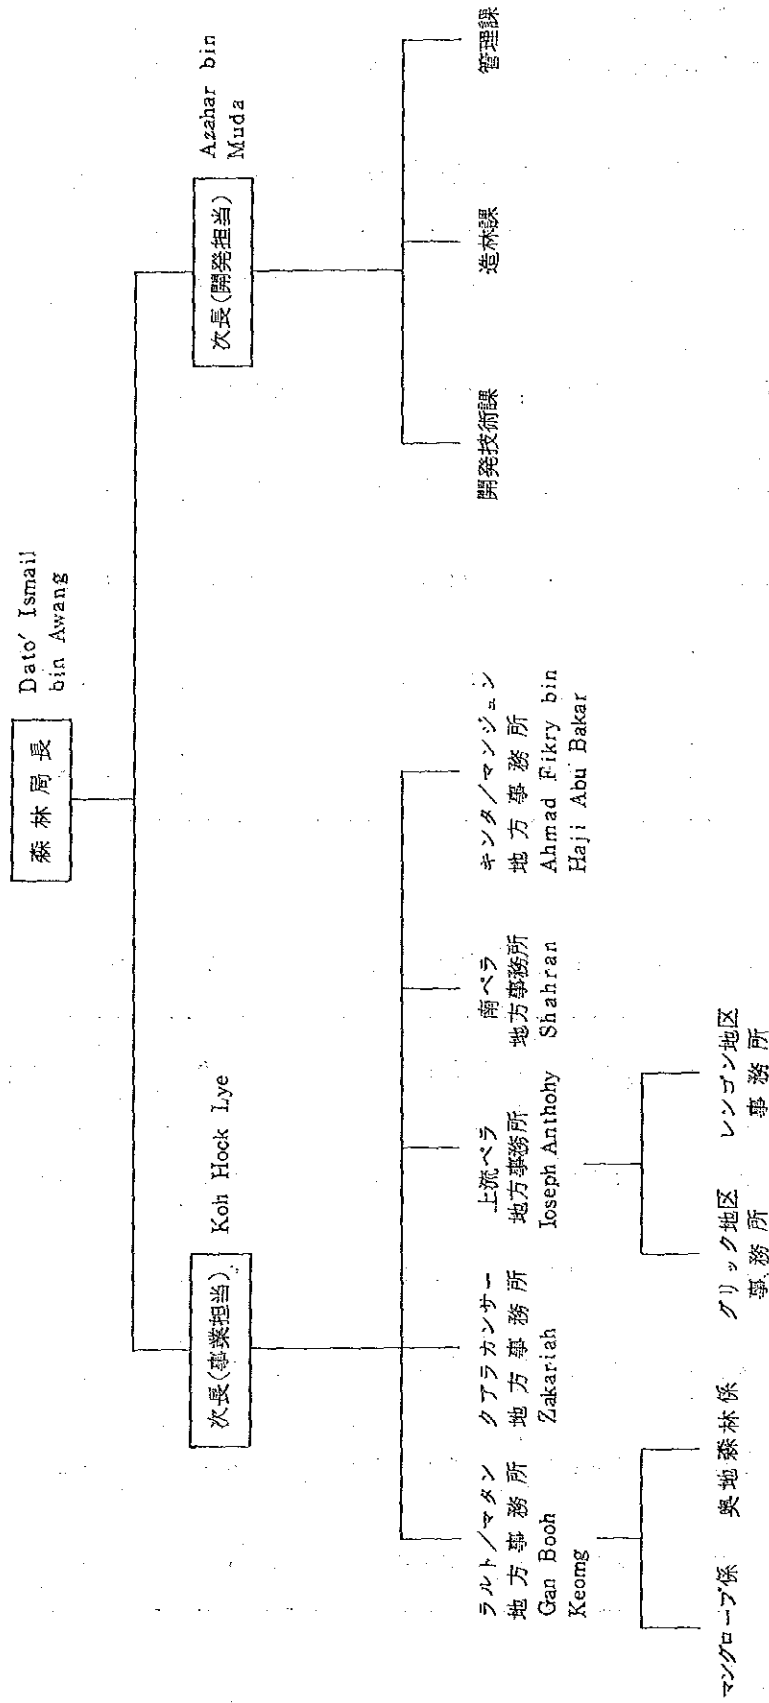 森林局長
Dato' Ismail
bin Awang
次長(事業担当)
Koh Hock Lye
次長(開発担当)
Azahar bin
Muda
ラルト/マタン
地方事務所
Gan Booh
Keomg
クアラカンサー
地方事務所
Zakariah
上流ペラ
地方事務所
Ioseph Anthohy
南ペラ
地方事務所
Shahran
キンタ/マンジュン
地方事務所
Ahmad Fikry bin
Haji Abu Bakar
開発技術課
造林課
管理課
マングローブ係
奥地森林係
グリック地区
事務所
レンゴン地区
事務所